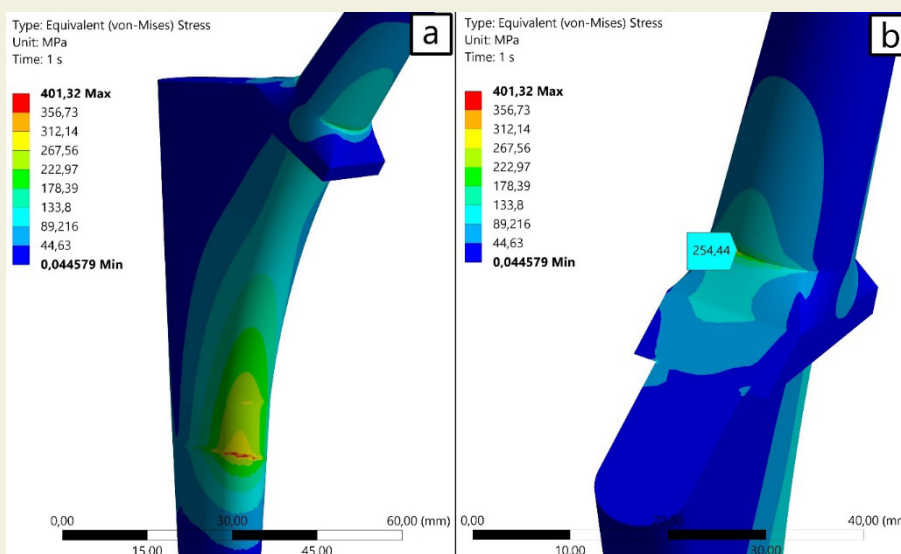 Type: Equivalent (von-Mises) Stress
Unit: MPa
Time: 1 s
a
401,32 Max
356,73
312,14
267,56
222,97
178,39
133,8
89,216
44,63
0,044579 Min
0,00
30,00
60,00 (mm)
15,00
45,00
Type: Equivalent (von-Mises) Stress
Unit: MPa
Time: 1 s
b
401,32 Max
356,73
312,14
267,56
222,97
178,39
133,8
89,216
44,63
0,044579 Min
254,44
0,00
20,00
40,00 (mm)
10,00
30,00